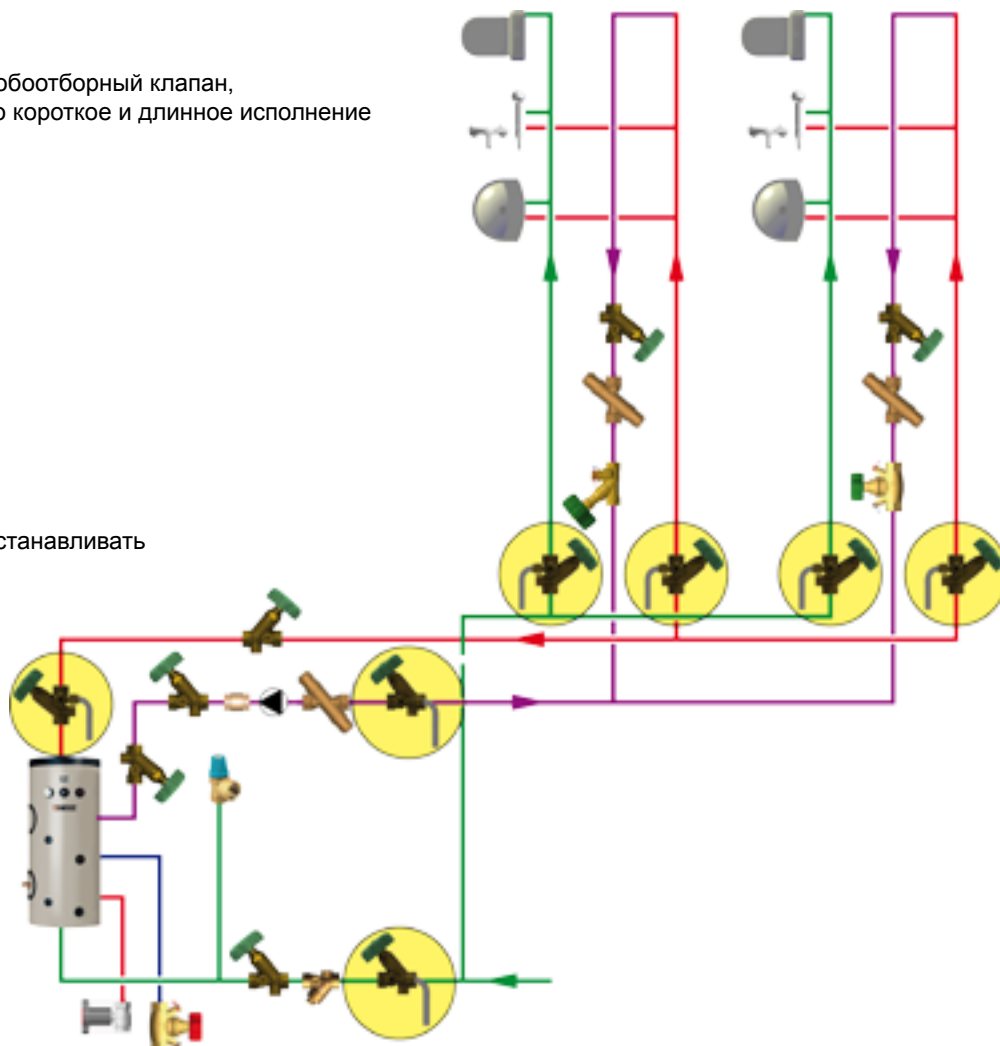 обоотборный клапан,
о короткое и длинное исполнение
станавливать